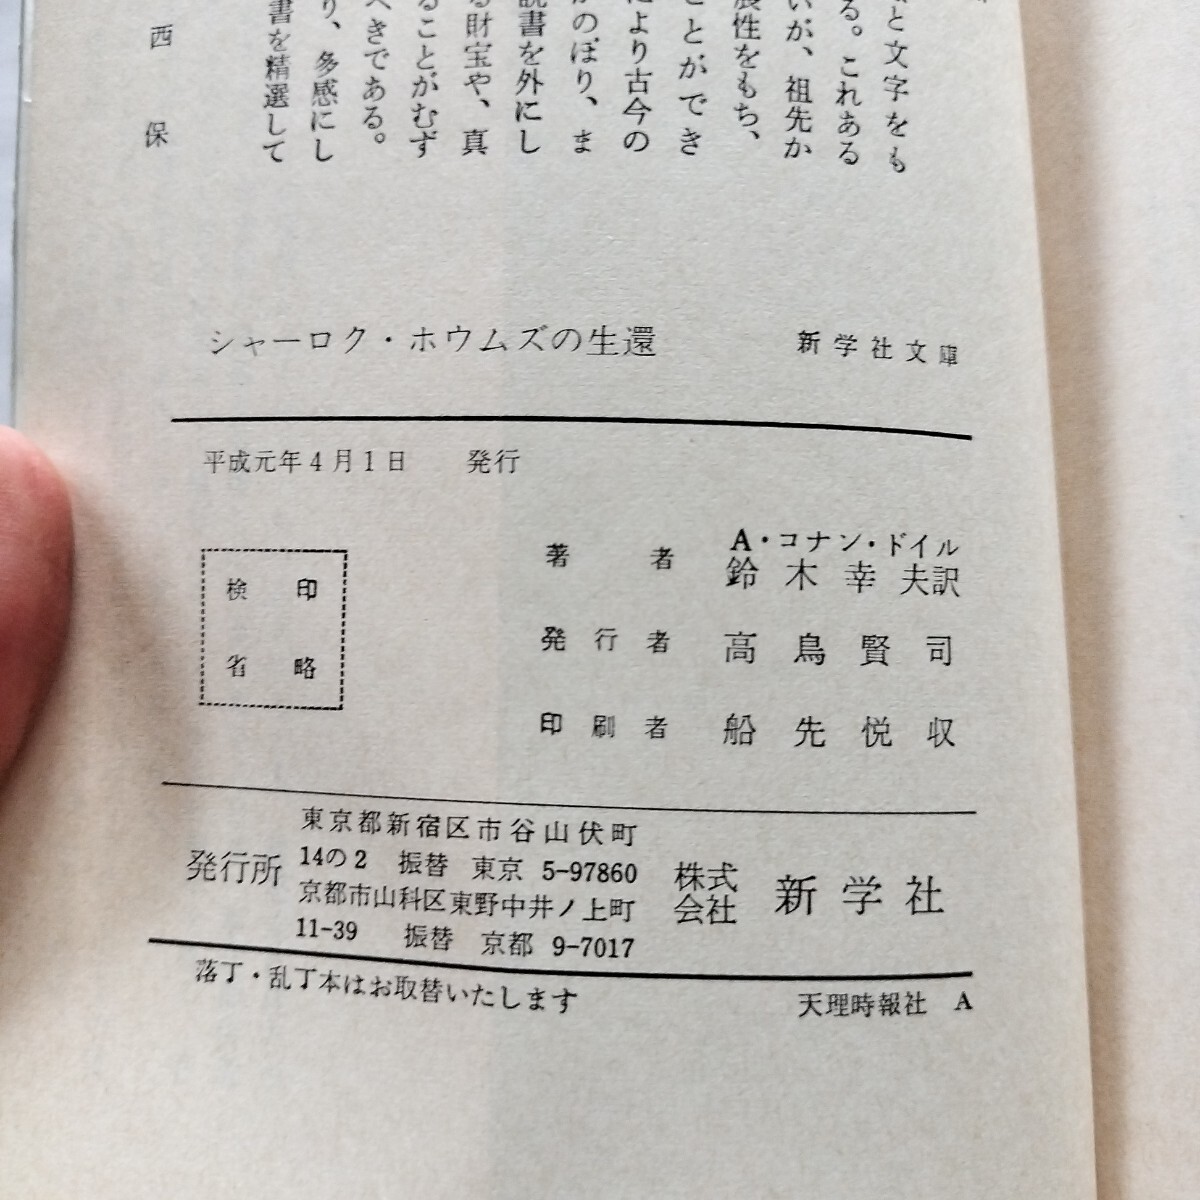 と文字をも
る。これある
いが、祖先か
展性をもち、
ことができ
により古今の
かのぼり、ま
読書を外にし
る財宝や、真
ることがむず
べきである。
り、多感にし
書を精選して
西保
シャーロク・ホウムズの生還 新学社文庫
平成元年4月1日 発行
著者 A・コナン・ドイル
鈴木幸夫訳
発行者 高鳥賢司
印刷者 船先悦収
検印
省略
発行所
東京都新宿区市谷山伏町
14の2 振替 東京 5-97860
京都市山科区東野中井ノ上町
11-39 振替 京都 9-7017
株式会社 新学社
落丁・乱丁本はお取替いたします 天理時報社 A